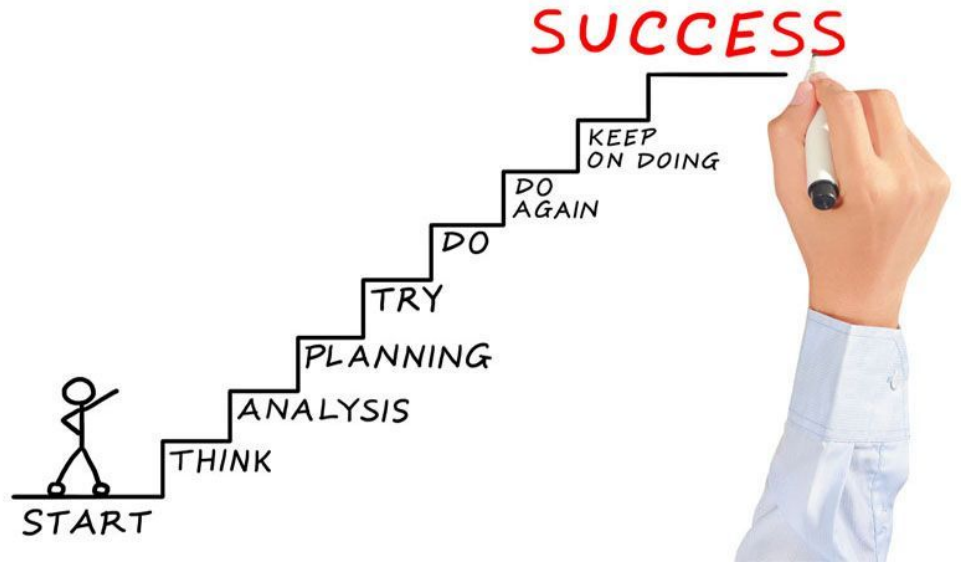 SUCCESS
KEEP
ON DOING
DO
AGAIN
DO
TRY
PLANNING
ANALYSIS
THINK
START